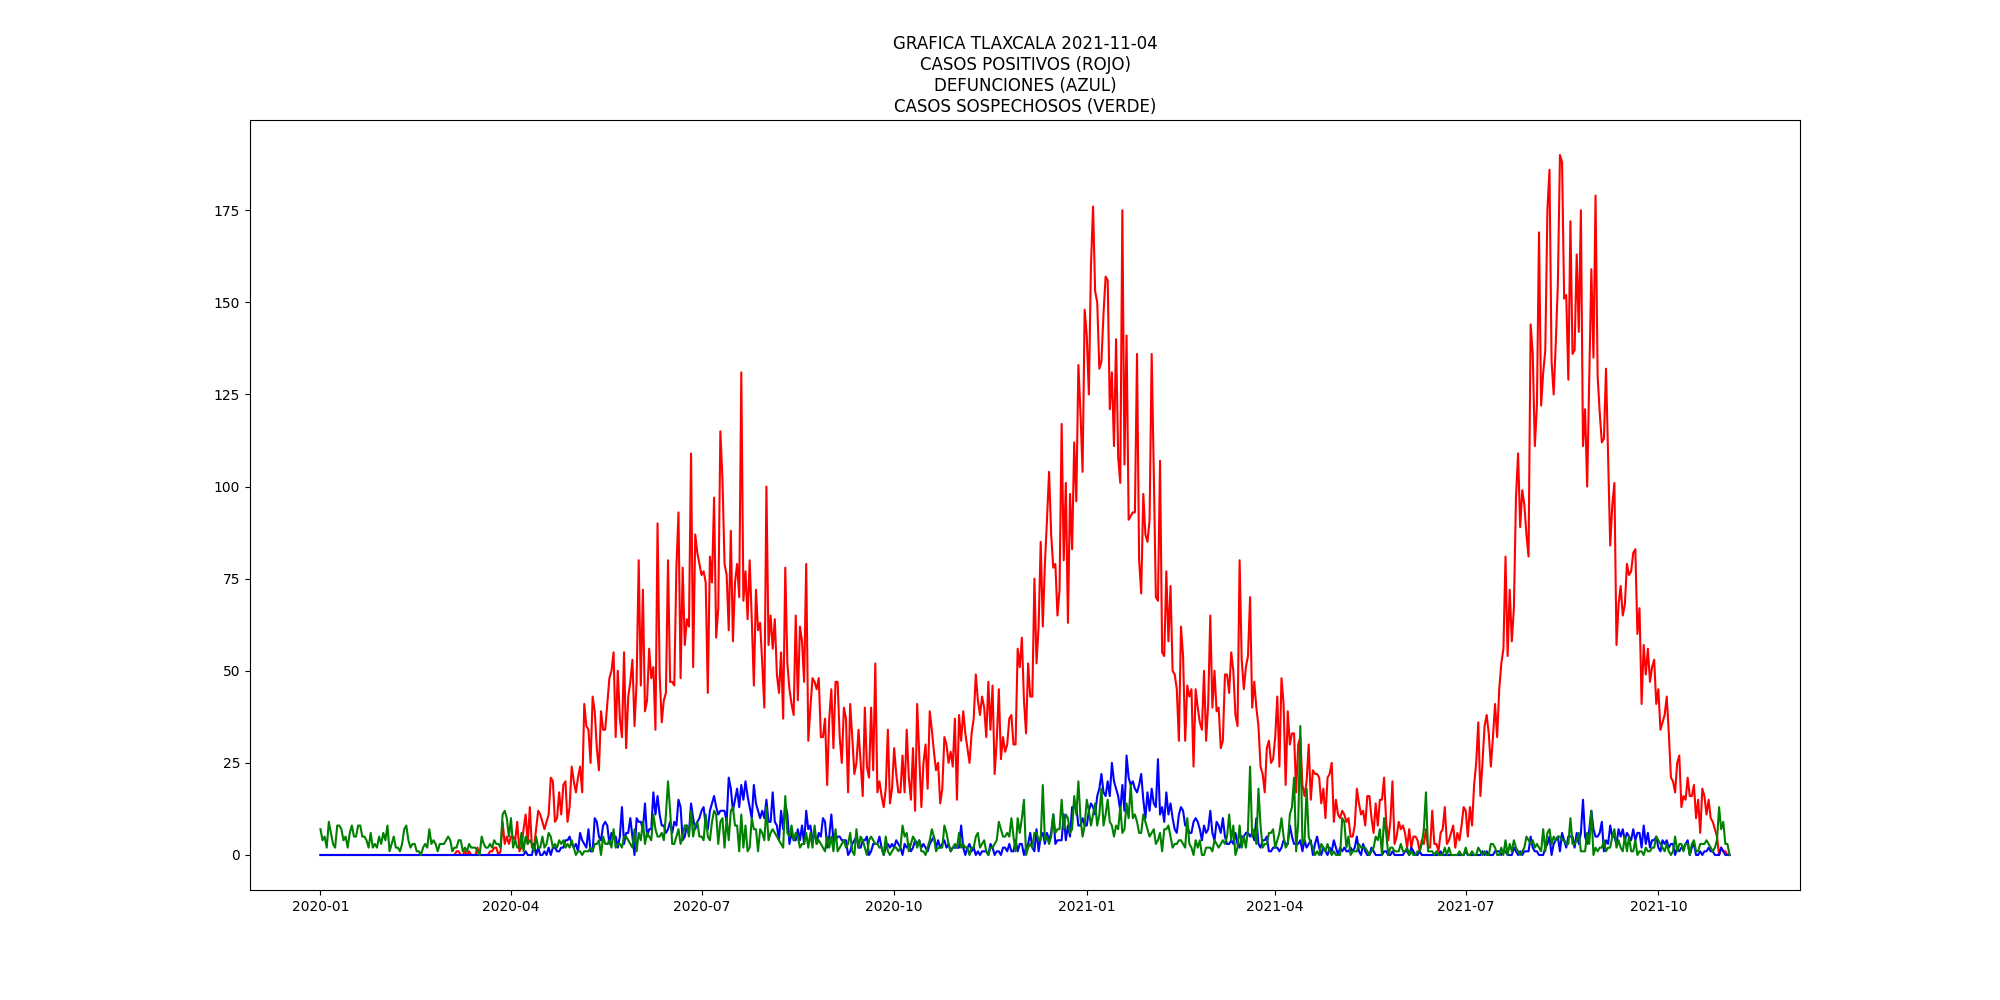 GRAFICA TLAXCALA 2021-11-04
CASOS POSITIVOS (ROJO)
DEFUNCIONES (AZUL)
CASOS SOSPECHOSOS (VERDE)
175
150
125
100
75
50
25
0
2020-01 2020-04 2020-07 2020-10 2021-01 2021-04 2021-07 2021-10